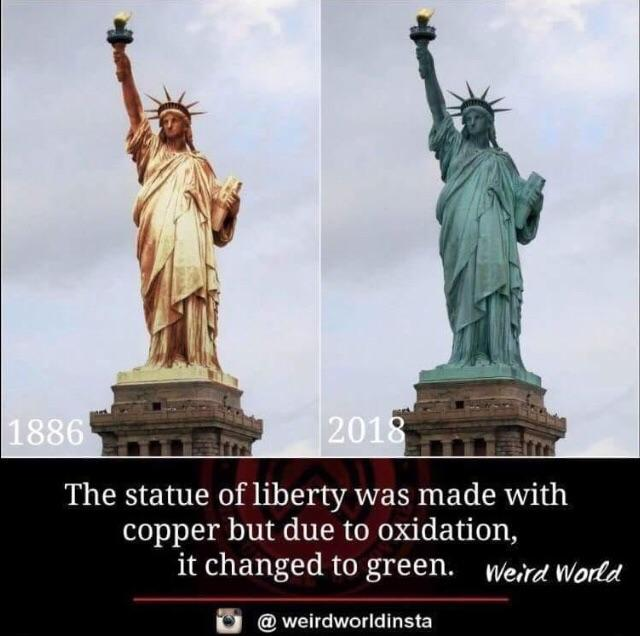 1886
2018
The statue of liberty was made with
copper but due to oxidation,
it changed to green.
Weird World
@ weirdworldinsta